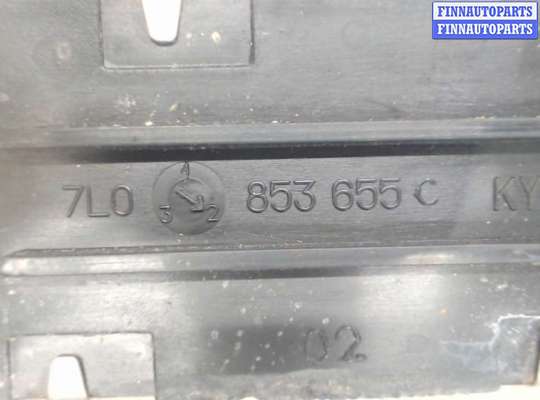 FINNAUTOPARTS
FINNAUTOPARTS
4
7L0 3 2 853 655 C KY
02